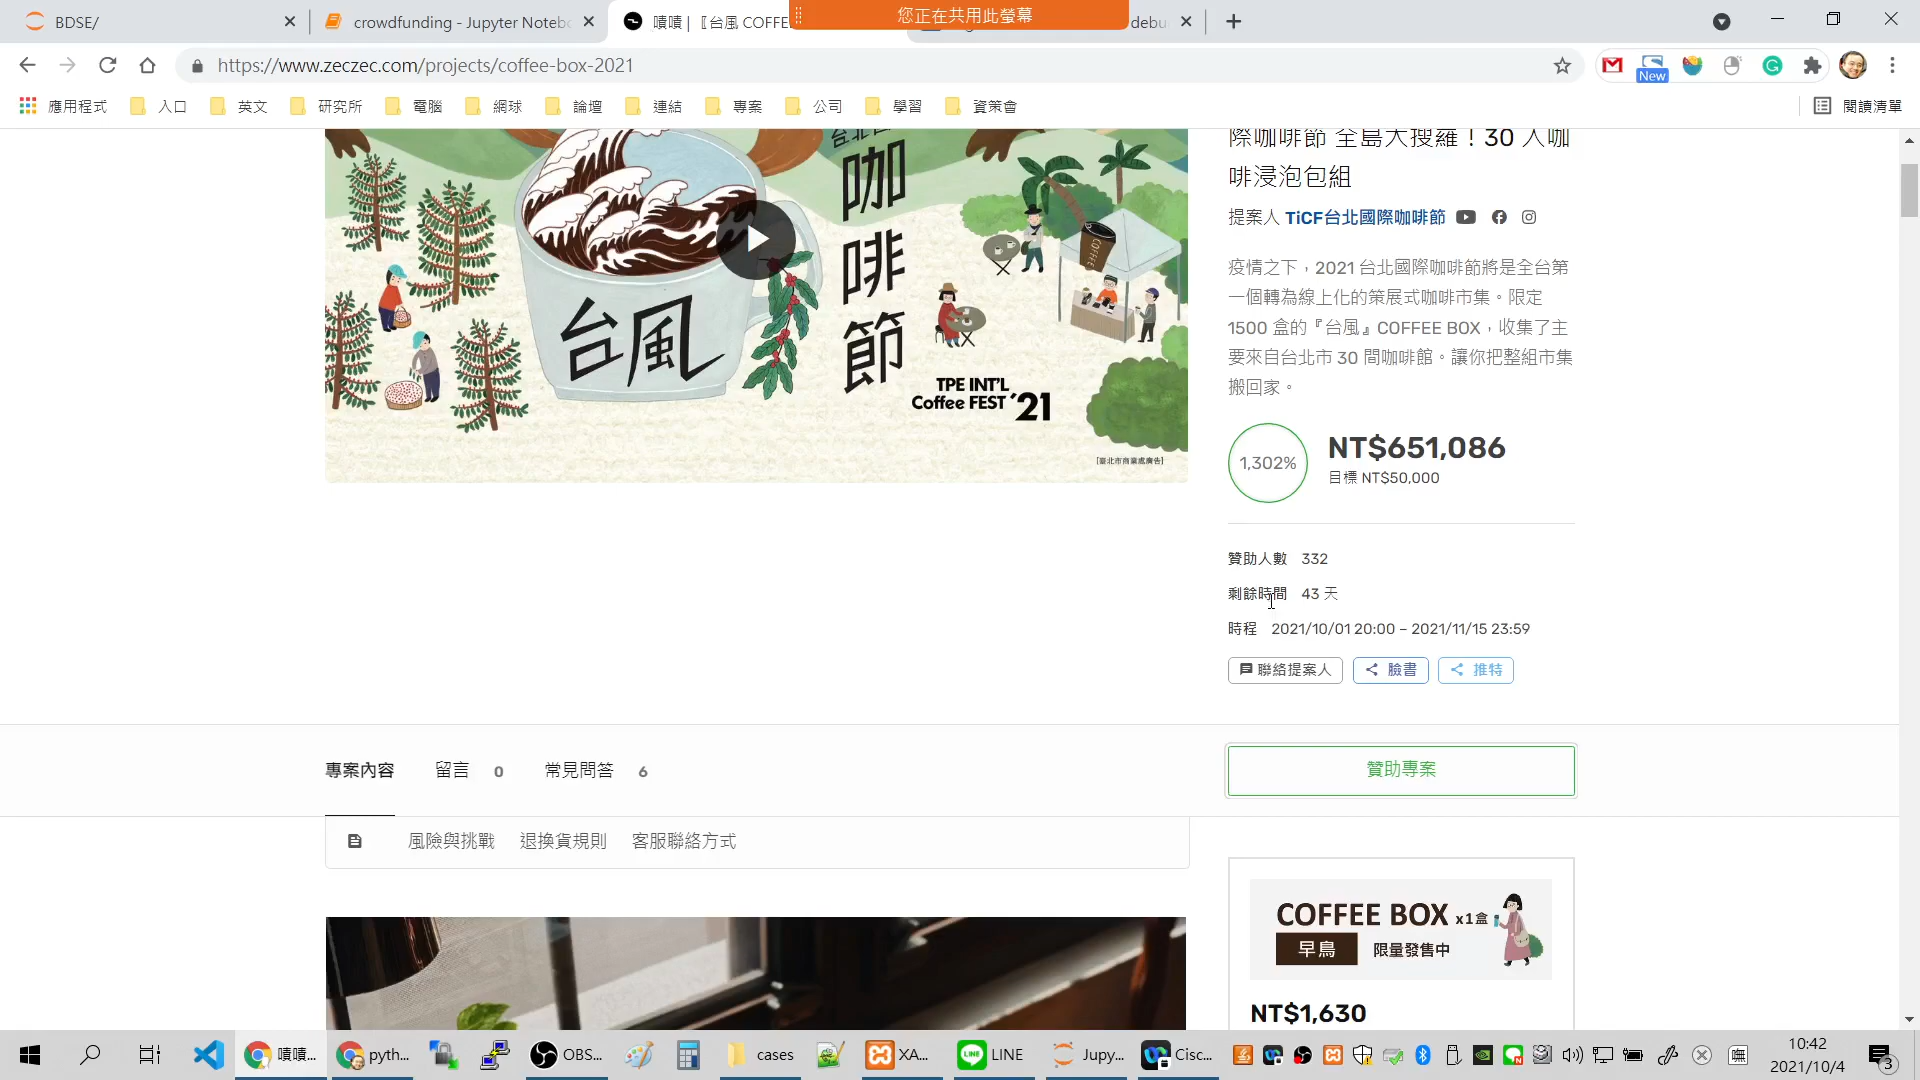 BDSE/
crowdfunding - Jupyter Notebo
嘖嘖 | 【台風 COFFE
您正在共用此螢幕
debu
https://www.zeczec.com/projects/coffee-box-2021
New
應用程式
入口
英文
研究所
電腦
網球
論壇
連結
專案
公司
學習
資策會
閱讀清單
咖啡節
台風
TPE INT'L
Coffee FEST '21
[臺北市商業處廣告]
際咖啡節 全島大搜羅！30 入咖
啡浸泡包組
提案人 TiCF台北國際咖啡節
疫情之下，2021 台北國際咖啡節將是全台第
一個轉為線上化的策展式咖啡市集。限定
1500 盒的『台風』COFFEE BOX，收集了主
要來自台北市 30 間咖啡館。讓你把整組市集
搬回家。
1,302%
NT$651,086
目標 NT$50,000
贊助人數 332
剩餘時間 43 天
時程 2021/10/01 20:00 – 2021/11/15 23:59
聯絡提案人
臉書
推特
專案內容
留言 0
常見問答 6
贊助專案
風險與挑戰
退換貨規則
客服聯絡方式
COFFEE BOX x1盒
早鳥
限量發售中
NT$1,630
嘖嘖...
pyth...
OBS...
cases
XA...
LINE
Jupy...
Cisc...
10:42
2021/10/4
3